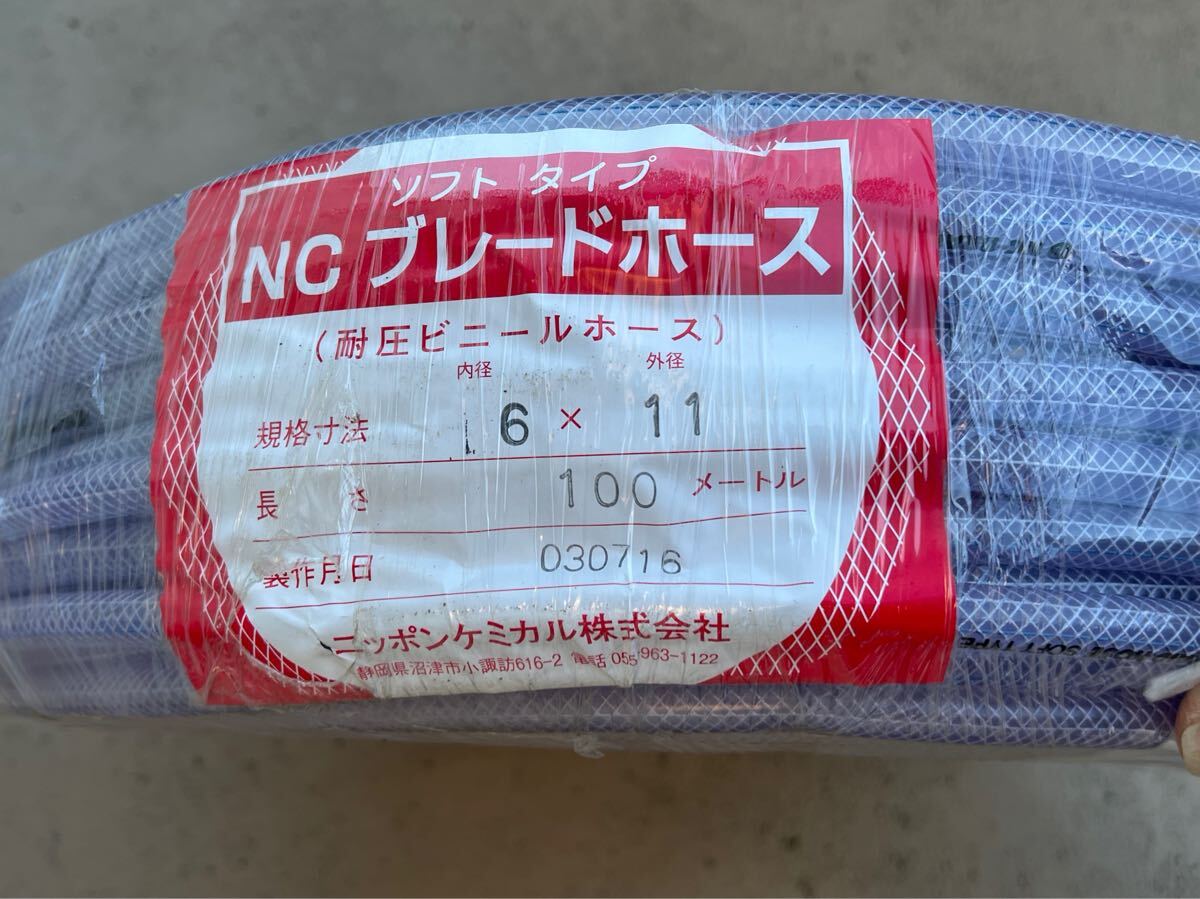 ソフト タイプ
NC ブレードホース
(耐圧ビニールホース)
内径 外径
規格寸法 6 × 11
長さ 100 メートル
製作月日 030716
ニッポンケミカル株式会社
静岡県沼津市小諏訪616-2 電話 055-963-1122
SOFT TYPE